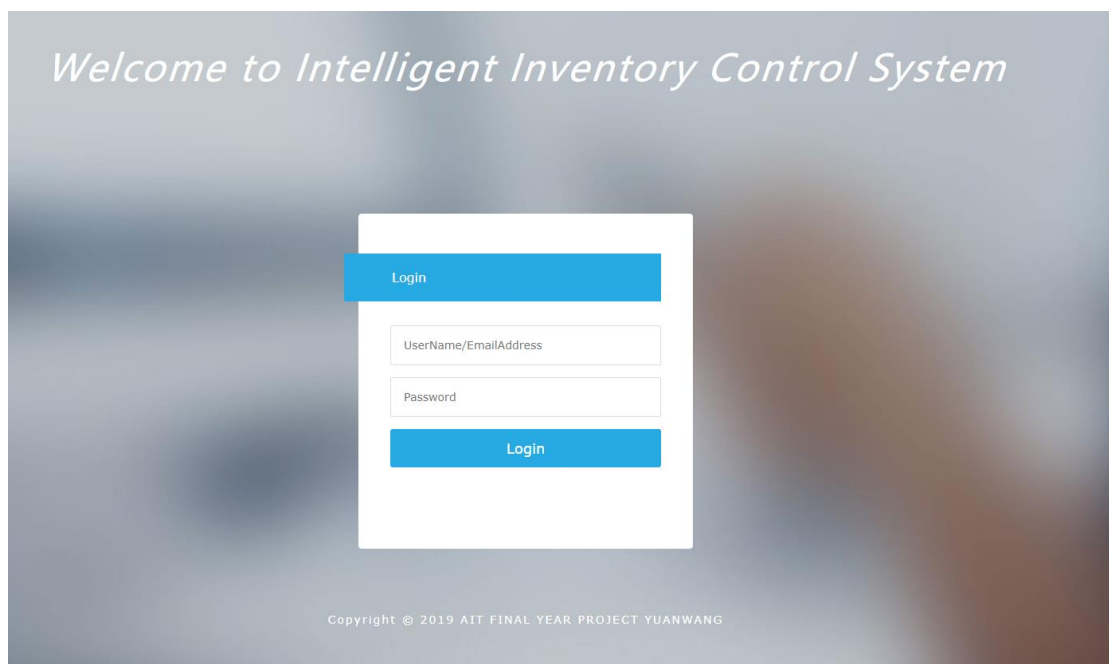 Welcome to Intelligent Inventory Control System
Login
UserName/EmailAddress
Password
Login
Copyright © 2019 AIT FINAL YEAR PROJECT YUANWANG